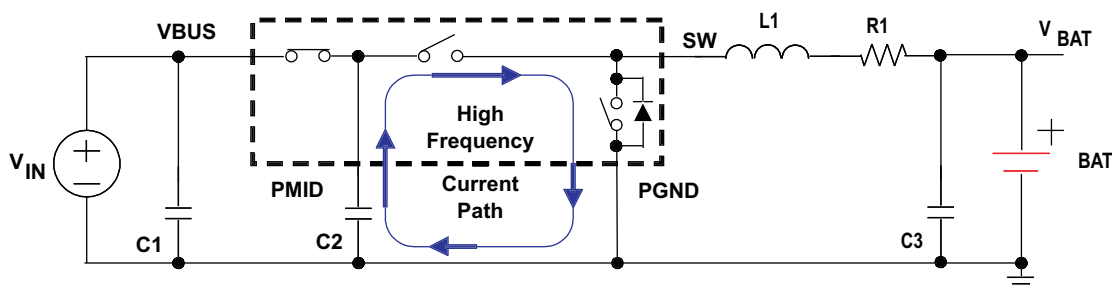 VBUS
SW
L1
R1
V BAT
High
Frequency
V IN
+
−
+
BAT
PMID
Current
Path
PGND
C1
C2
C3